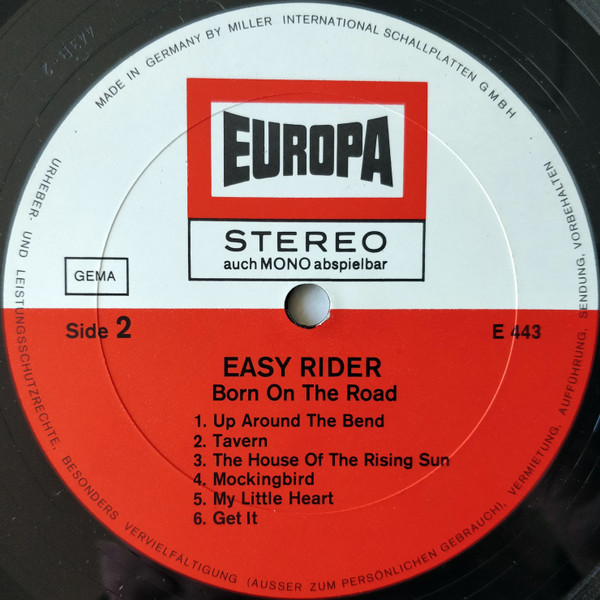 443 B-2
MADE IN GERMANY BY MILLER INTERNATIONAL SCHALLPLATTEN GMBH
EUROPA
STEREO
auch MONO abspielbar
GEMA
Side 2
E 443
EASY RIDER
Born On The Road
1. Up Around The Bend
2. Tavern
3. The House Of The Rising Sun
4. Mockingbird
5. My Little Heart
6. Get It
URHEBER- UND LEISTUNGSSCHUTZRECHTE, BESONDERS VERVIELFÄLTIGUNG (AUSSER ZUM PERSÖNLICHEN GEBRAUCH), VERMIETUNG, AUFFÜHRUNG, SENDUNG, VORBEHALTEN